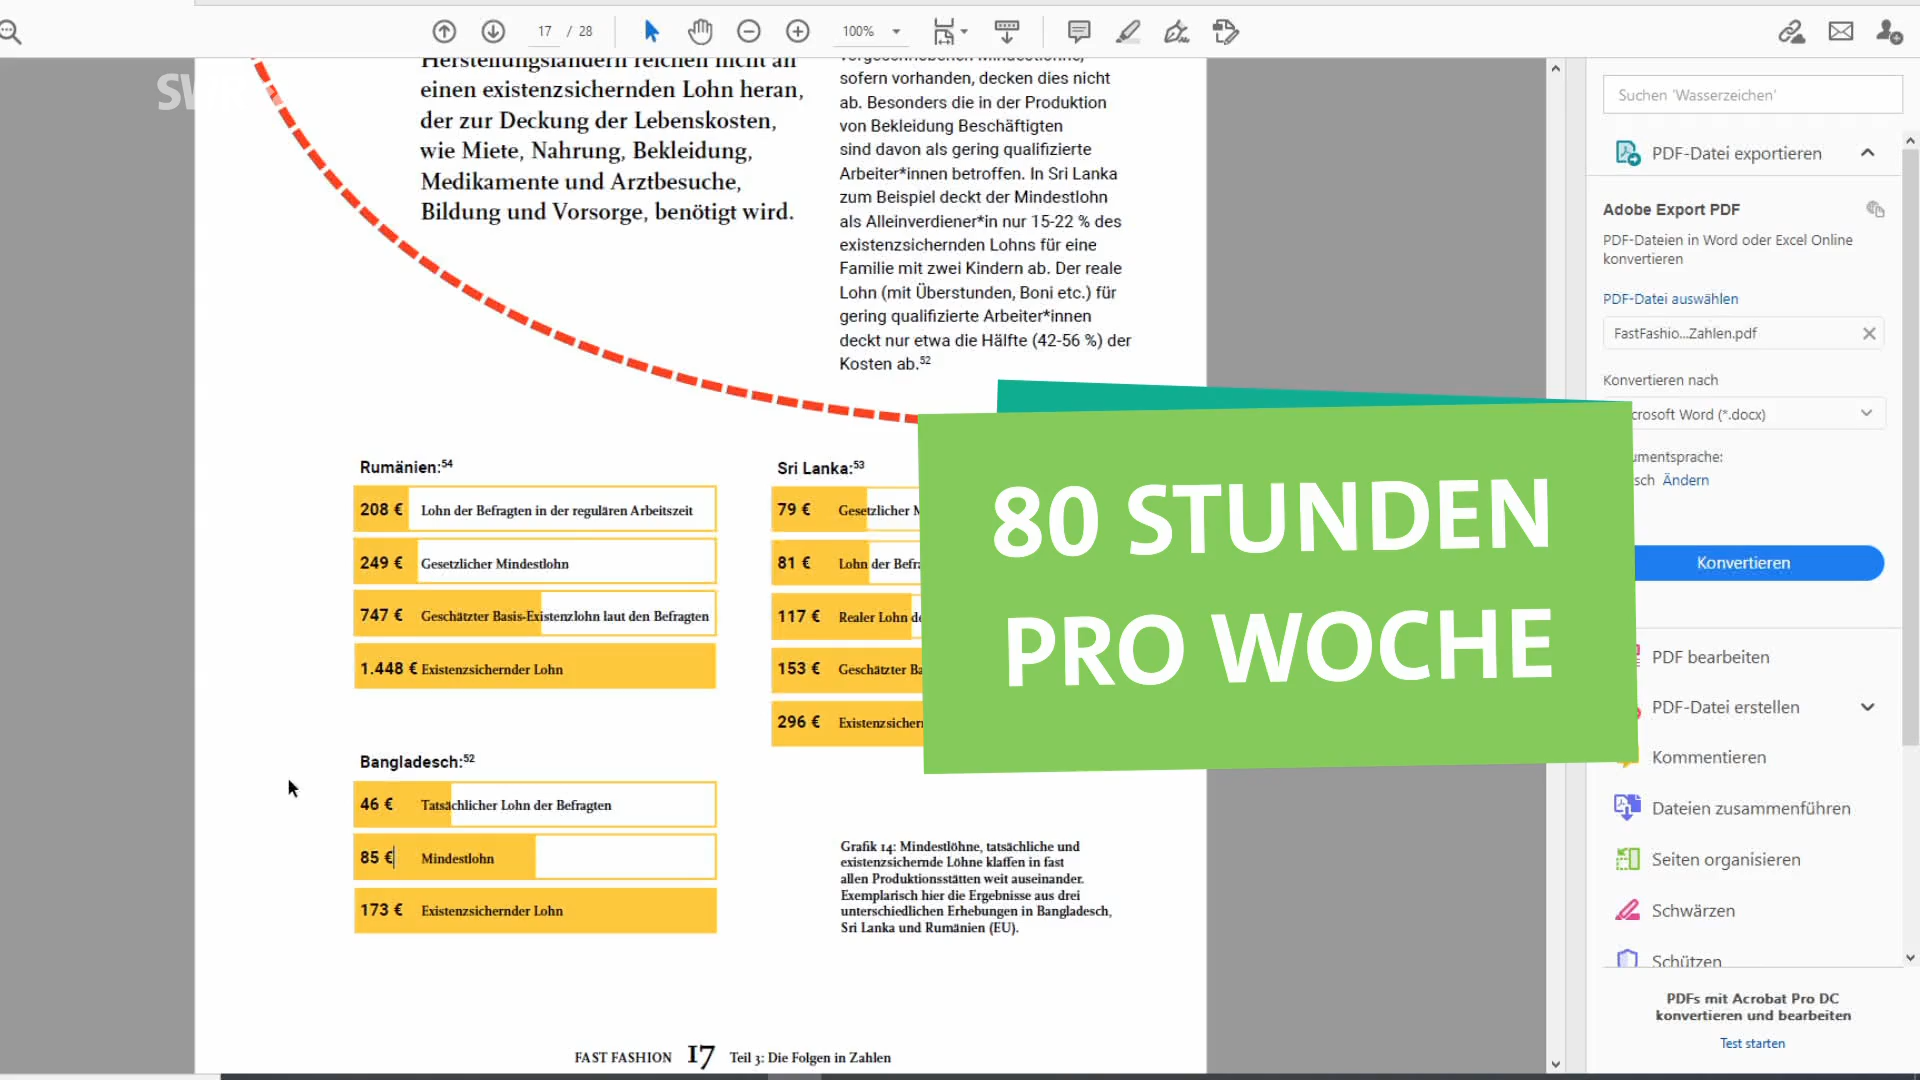 17 / 28
100%
SW
Herstellungsländern reichen nicht an
einen existenzsichernden Lohn heran,
der zur Deckung der Lebenskosten,
wie Miete, Nahrung, Bekleidung,
Medikamente und Arztbesuche,
Bildung und Vorsorge, benötigt wird.
vorgeschriebenen Mindestlöhne,
sofern vorhanden, decken dies nicht
ab. Besonders die in der Produktion
von Bekleidung Beschäftigten
sind davon als gering qualifizierte
Arbeiter*innen betroffen. In Sri Lanka
zum Beispiel deckt der Mindestlohn
als Alleinverdiener*in nur 15-22 % des
existenzsichernden Lohns für eine
Familie mit zwei Kindern ab. Der reale
Lohn (mit Überstunden, Boni etc.) für
gering qualifizierte Arbeiter*innen
deckt nur etwa die Hälfte (42-56 %) der
Kosten ab.52
Rumänien:54
208 € Lohn der Befragten in der regulären Arbeitszeit
249 € Gesetzlicher Mindestlohn
747 € Geschätzter Basis-Existenzlohn laut den Befragten
1.448 € Existenzsichernder Lohn
Sri Lanka:53
79 € Gesetzlicher M
81 € Lohn der Befra
117 € Realer Lohn de
153 € Geschätzter Ba
296 € Existenzsichern
80 STUNDEN
PRO WOCHE
Bangladesch:52
46 € Tatsächlicher Lohn der Befragten
85 € Mindestlohn
173 € Existenzsichernder Lohn
Grafik 14: Mindestlöhne, tatsächliche und
existenzsichernde Löhne klaffen in fast
allen Produktionsstätten weit auseinander.
Exemplarisch hier die Ergebnisse aus drei
unterschiedlichen Erhebungen in Bangladesch,
Sri Lanka und Rumänien (EU).
FAST FASHION 17 Teil 3: Die Folgen in Zahlen
Suchen 'Wasserzeichen'
PDF-Datei exportieren
Adobe Export PDF
PDF-Dateien in Word oder Excel Online
konvertieren
PDF-Datei auswählen
FastFashio...Zahlen.pdf
Konvertieren nach
crosoft Word (*.docx)
umentsprache:
sch Ändern
Konvertieren
PDF bearbeiten
PDF-Datei erstellen
Kommentieren
Dateien zusammenführen
Seiten organisieren
Schwärzen
Schützen
PDFs mit Acrobat Pro DC
konvertieren und bearbeiten
Test starten